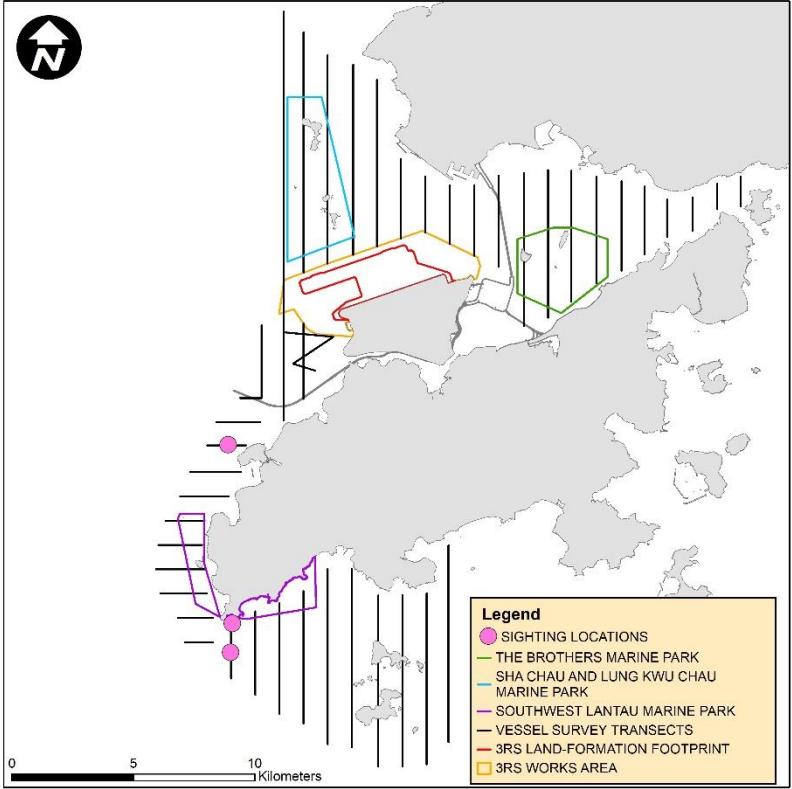 N
Legend
SIGHTING LOCATIONS
THE BROTHERS MARINE PARK
SHA CHAU AND LUNG KWU CHAU
MARINE PARK
SOUTHWEST LANTAU MARINE PARK
VESSEL SURVEY TRANSECTS
3RS LAND-FORMATION FOOTPRINT
3RS WORKS AREA
0 5 10
Kilometers